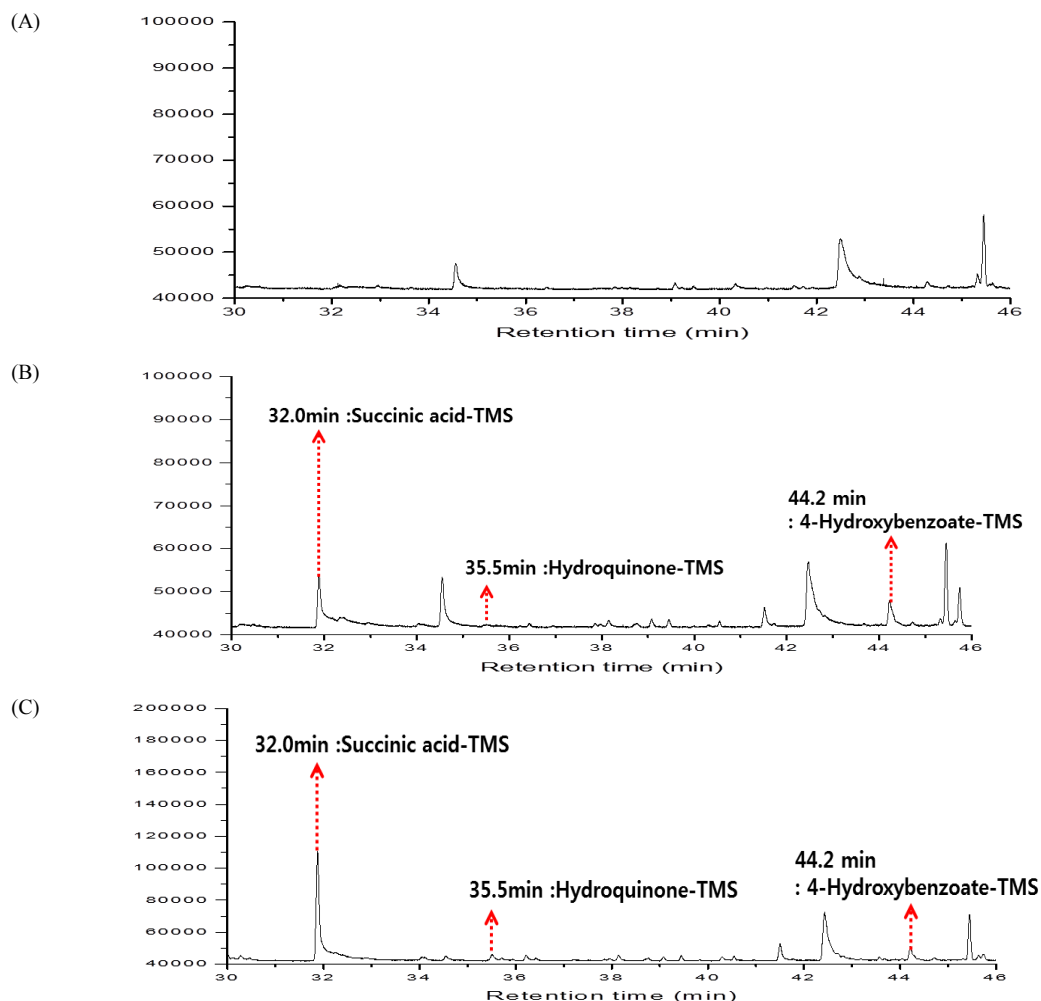 (A)
100000
90000
80000
70000
60000
50000
40000
30 32 34 36 38 40 42 44 46
Retention time (min)
(B)
100000
90000
80000
70000
60000
50000
40000
32.0min :Succinic acid-TMS
35.5min :Hydroquinone-TMS
44.2 min
: 4-Hydroxybenzoate-TMS
30 32 34 36 38 40 42 44 46
Retention time (min)
(C)
200000
180000
160000
140000
120000
100000
80000
60000
40000
32.0min :Succinic acid-TMS
35.5min :Hydroquinone-TMS
44.2 min
: 4-Hydroxybenzoate-TMS
30 32 34 36 38 40 42 44 46
Retention time (min)